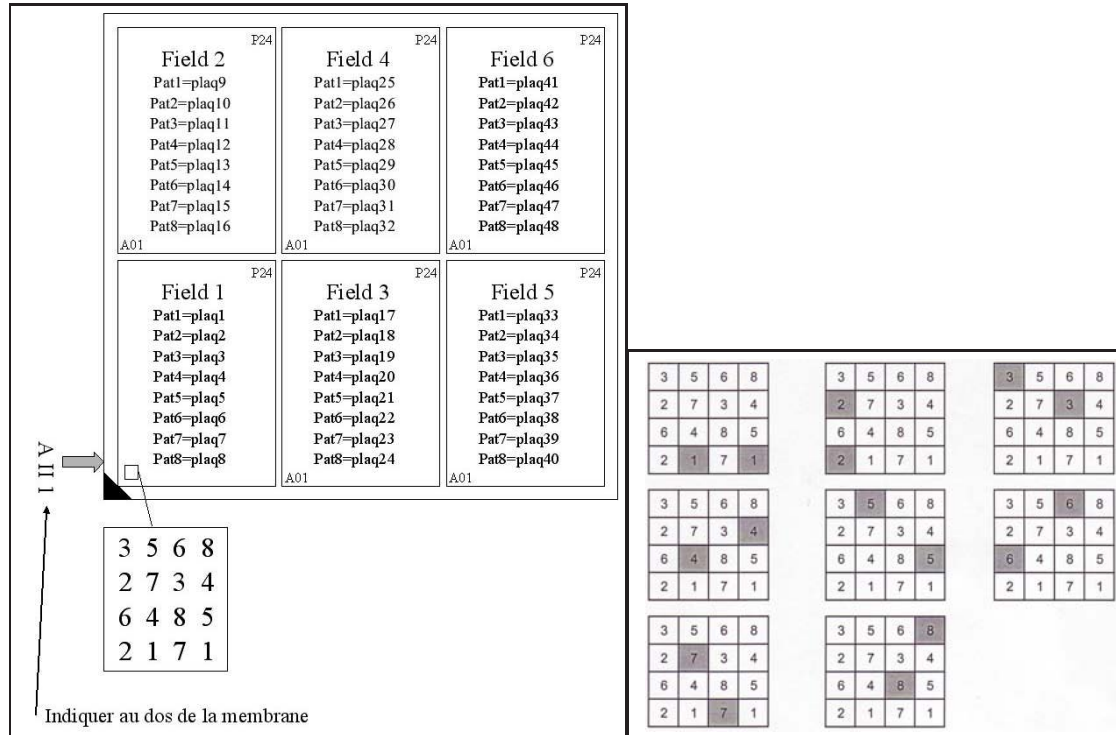 P24
Field 2
Pat1=plaq9
Pat2=plaq10
Pat3=plaq11
Pat4=plaq12
Pat5=plaq13
Pat6=plaq14
Pat7=plaq15
Pat8=plaq16
A01
P24
Field 4
Pat1=plaq25
Pat2=plaq26
Pat3=plaq27
Pat4=plaq28
Pat5=plaq29
Pat6=plaq30
Pat7=plaq31
Pat8=plaq32
A01
P24
Field 6
Pat1=plaq41
Pat2=plaq42
Pat3=plaq43
Pat4=plaq44
Pat5=plaq45
Pat6=plaq46
Pat7=plaq47
Pat8=plaq48
A01
P24
Field 1
Pat1=plaq1
Pat2=plaq2
Pat3=plaq3
Pat4=plaq4
Pat5=plaq5
Pat6=plaq6
Pat7=plaq7
Pat8=plaq8
P24
Field 3
Pat1=plaq17
Pat2=plaq18
Pat3=plaq19
Pat4=plaq20
Pat5=plaq21
Pat6=plaq22
Pat7=plaq23
Pat8=plaq24
A01
P24
Field 5
Pat1=plaq33
Pat2=plaq34
Pat3=plaq35
Pat4=plaq36
Pat5=plaq37
Pat6=plaq38
Pat7=plaq39
Pat8=plaq40
A01
A II 1
3 5 6 8
2 7 3 4
6 4 8 5
2 1 7 1
Indiquer au dos de la membrane
3 5 6 8
2 7 3 4
6 4 8 5
2 1 7 1
3 5 6 8
2 7 3 4
6 4 8 5
2 1 7 1
3 5 6 8
2 7 3 4
6 4 8 5
2 1 7 1
3 5 6 8
2 7 3 4
6 4 8 5
2 1 7 1
3 5 6 8
2 7 3 4
6 4 8 5
2 1 7 1
3 5 6 8
2 7 3 4
6 4 8 5
2 1 7 1
3 5 6 8
2 7 3 4
6 4 8 5
2 1 7 1
3 5 6 8
2 7 3 4
6 4 8 5
2 1 7 1